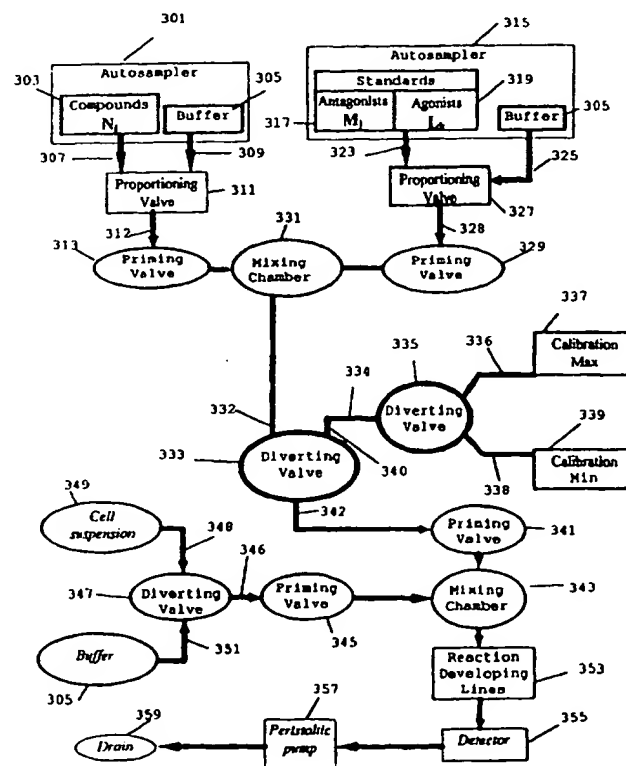 301
315
Autosampler
303
305
Compounds
N
Buffer
307
309
Autosampler
Standards
319
Antagonists
M
Agonists
L
317
Buffer
305
323
325
Proportioning
Valve
311
Proportioning
Valve
327
312
328
331
313
Priming
Valve
Mixing
Chamber
Priming
Valve
329
337
336
Calibration
Max
335
334
Diverting
Valve
332
340
339
Calibration
Min
338
333
Diverting
Valve
342
349
Cell
suspension
348
Priming
Valve
341
346
347
Diverting
Valve
Priming
Valve
345
Mixing
Chamber
343
351
Buffer
305
Reaction
Developing
Lines
353
357
359
Drain
Peristaltic
pump
Detector
355